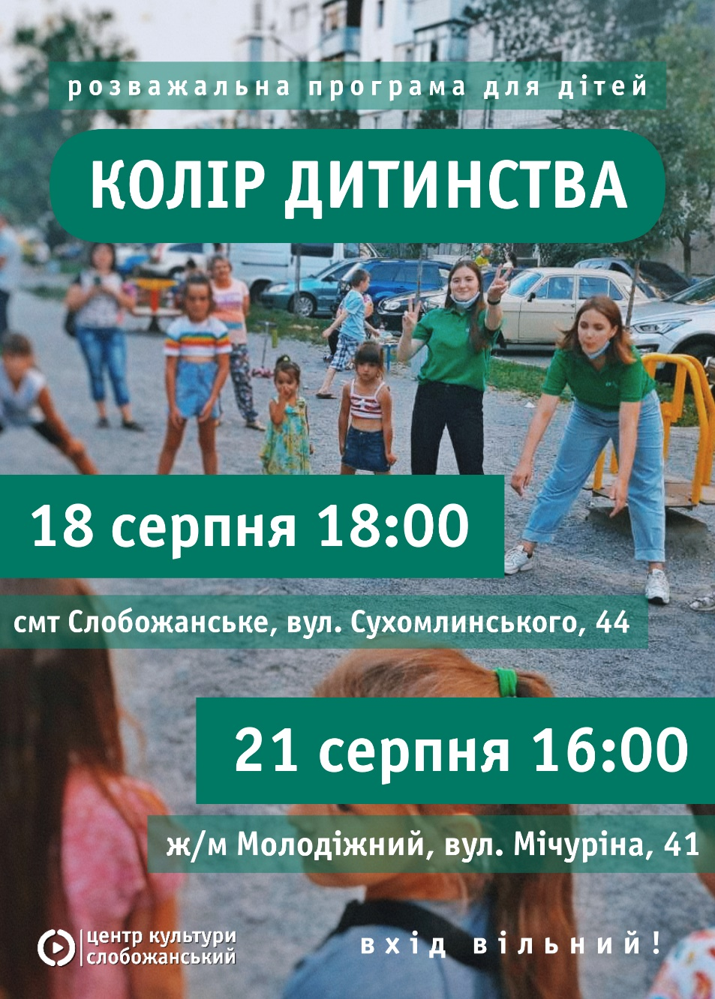 розважальна програма для дітей
КОЛІР ДИТИНСТВА
18 серпня 18:00
смт Слобожанське, вул. Сухомлинського, 44
21 серпня 16:00
ж/м Молодіжний, вул. Мічуріна, 41
центр культури
слобожанський
вхід вільний!